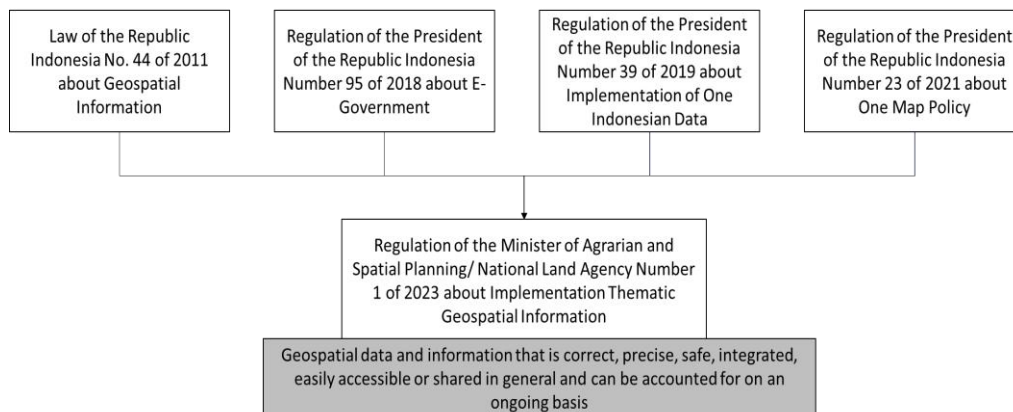 Law of the Republic
Indonesia No. 44 of 2011
about Geospatial
Information
Regulation of the President
of the Republic Indonesia
Number 95 of 2018 about E-
Government
Regulation of the President
of the Republic Indonesia
Number 39 of 2019 about
Implementation of One
Indonesian Data
Regulation of the President
of the Republic Indonesia
Number 23 of 2021 about
One Map Policy
Regulation of the Minister of Agrarian and
Spatial Planning/ National Land Agency Number
1 of 2023 about Implementation Thematic
Geospatial Information
Geospatial data and information that is correct, precise, safe, integrated,
easily accessible or shared in general and can be accounted for on an
ongoing basis